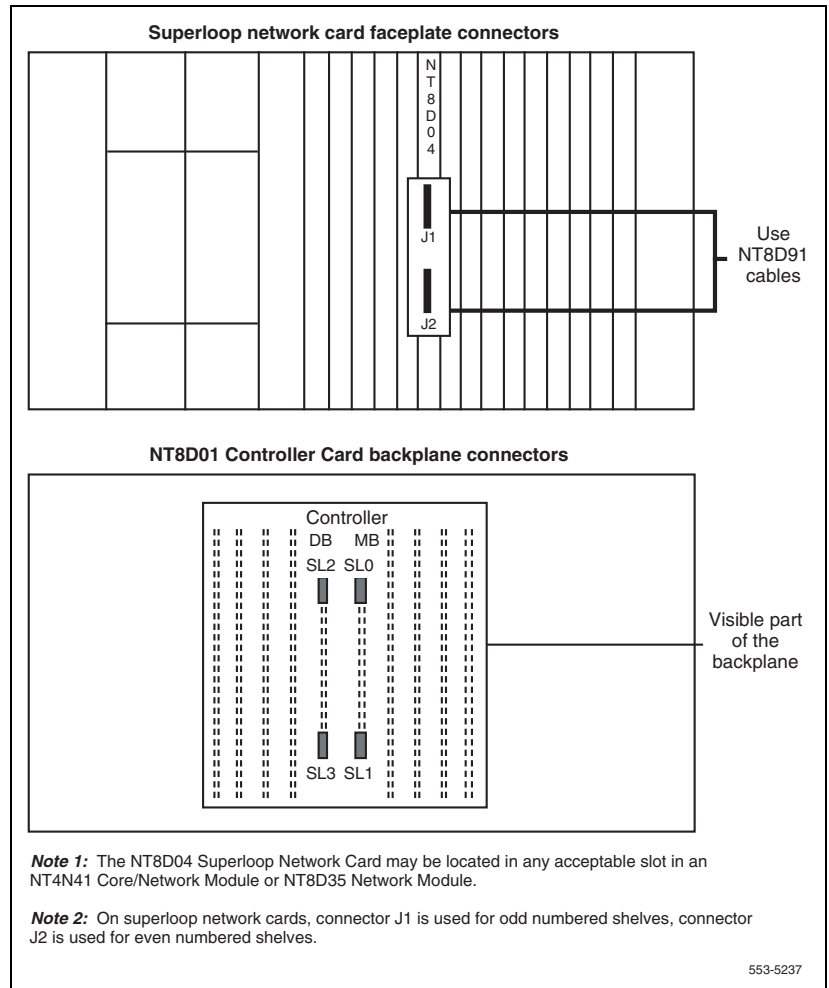 Superloop network card faceplate connectors
NT8D04
J1
J2
Use
NT8D91
cables
NT8D01 Controller Card backplane connectors
Controller
DB MB
SL2 SL0
SL3 SL1
Visible part
of the
backplane
Note 1: The NT8D04 Superloop Network Card may be located in any acceptable slot in an
NT4N41 Core/Network Module or NT8D35 Network Module.
Note 2: On superloop network cards, connector J1 is used for odd numbered shelves, connector
J2 is used for even numbered shelves.
553-5237